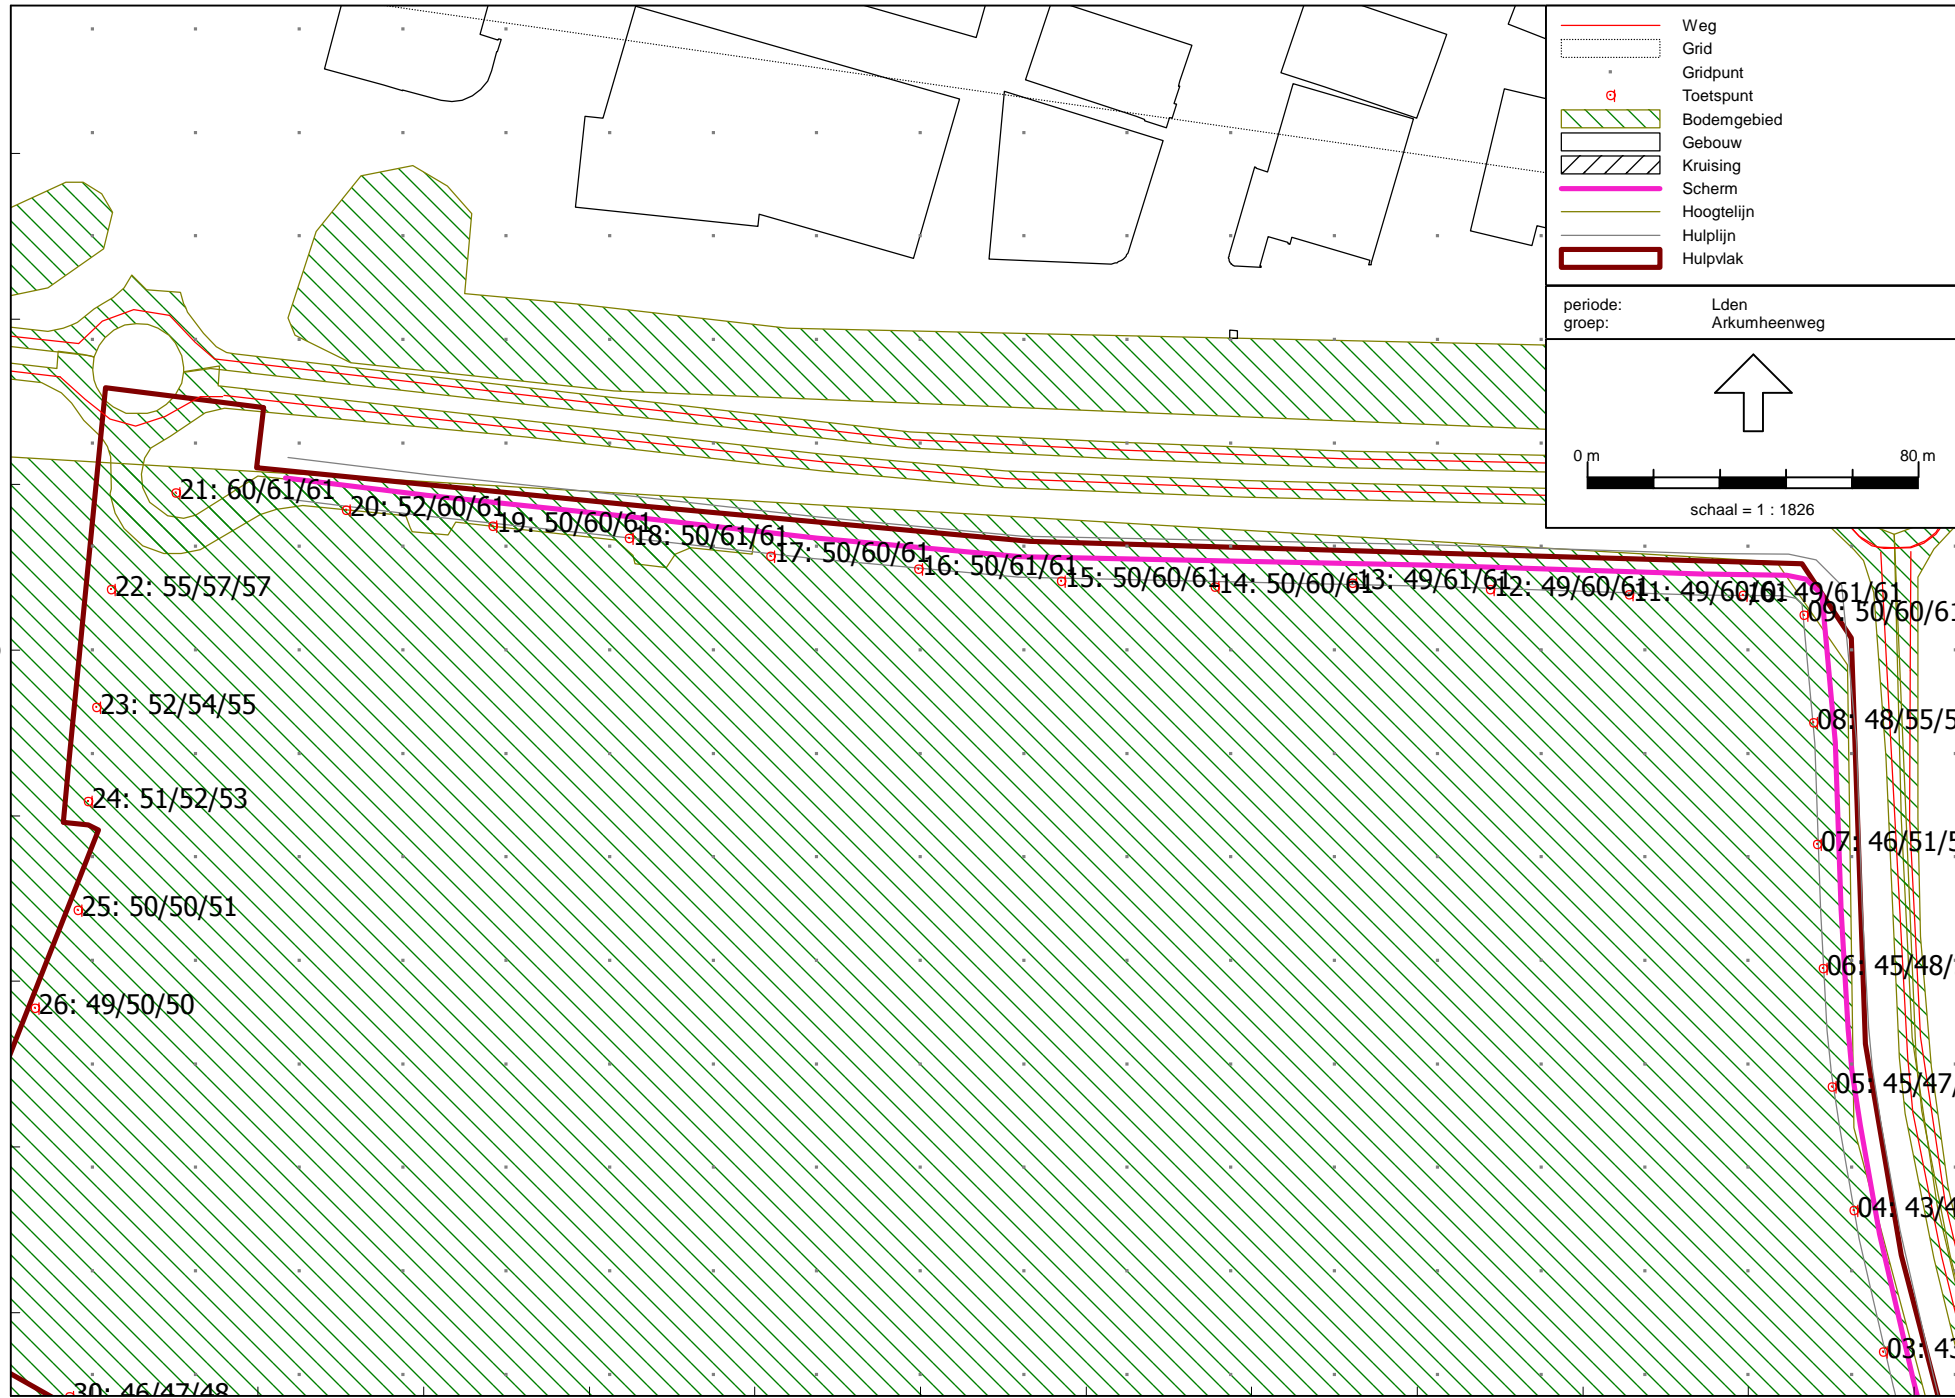 Weg
Grid
Gridpunt
Toetspunt
Bodemgebied
Gebouw
Kruising
Scherm
Hoogtelijn
Hulplijn
Hulpvlak
periode: Lden
groep: Arkumheenweg
0 m 80 m
schaal = 1 : 1826
21: 60/61/61
20: 52/60/61
19: 50/60/61
18: 50/61/61
17: 50/60/61
16: 50/61/61
15: 50/60/61
14: 50/60/61
13: 49/61/61
12: 49/60/61
11: 49/60/61
10: 49/61/61
09: 50/60/61
22: 55/57/57
23: 52/54/55
08: 48/55/5
24: 51/52/53
07: 46/51/5
25: 50/50/51
06: 45/48/
26: 49/50/50
05: 45/47/
04: 43/4
03: 43
30: 46/47/48